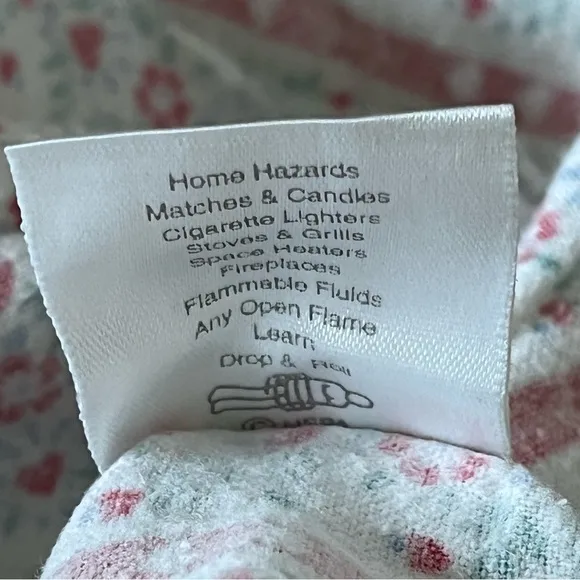 Home Hazards
Matches & Candles
Cigarette Lighters
Stoves & Grills
Space Heaters
Fireplaces
Flammable Fluids
Any Open Flame
Learn
Drop & Roll
©